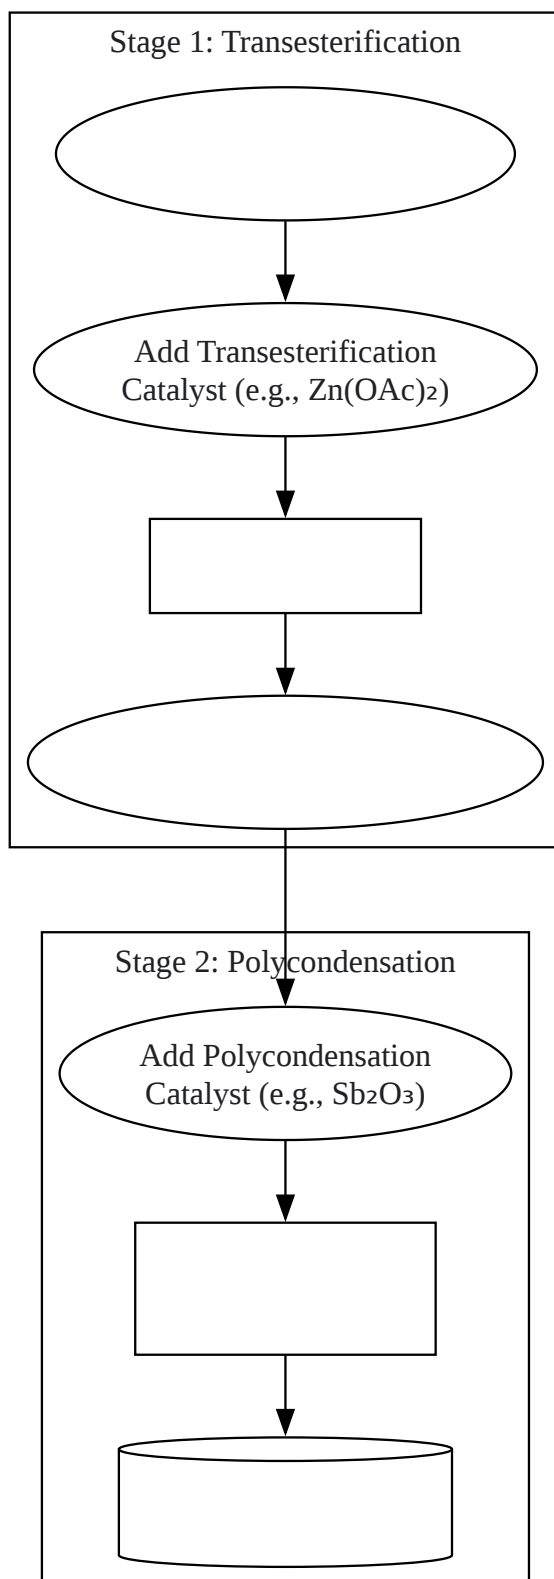 Stage 1: Transesterification
Add Transesterification
Catalyst (e.g., Zn(OAc)₂)
Stage 2: Polycondensation
Add Polycondensation
Catalyst (e.g., Sb₂O₃)